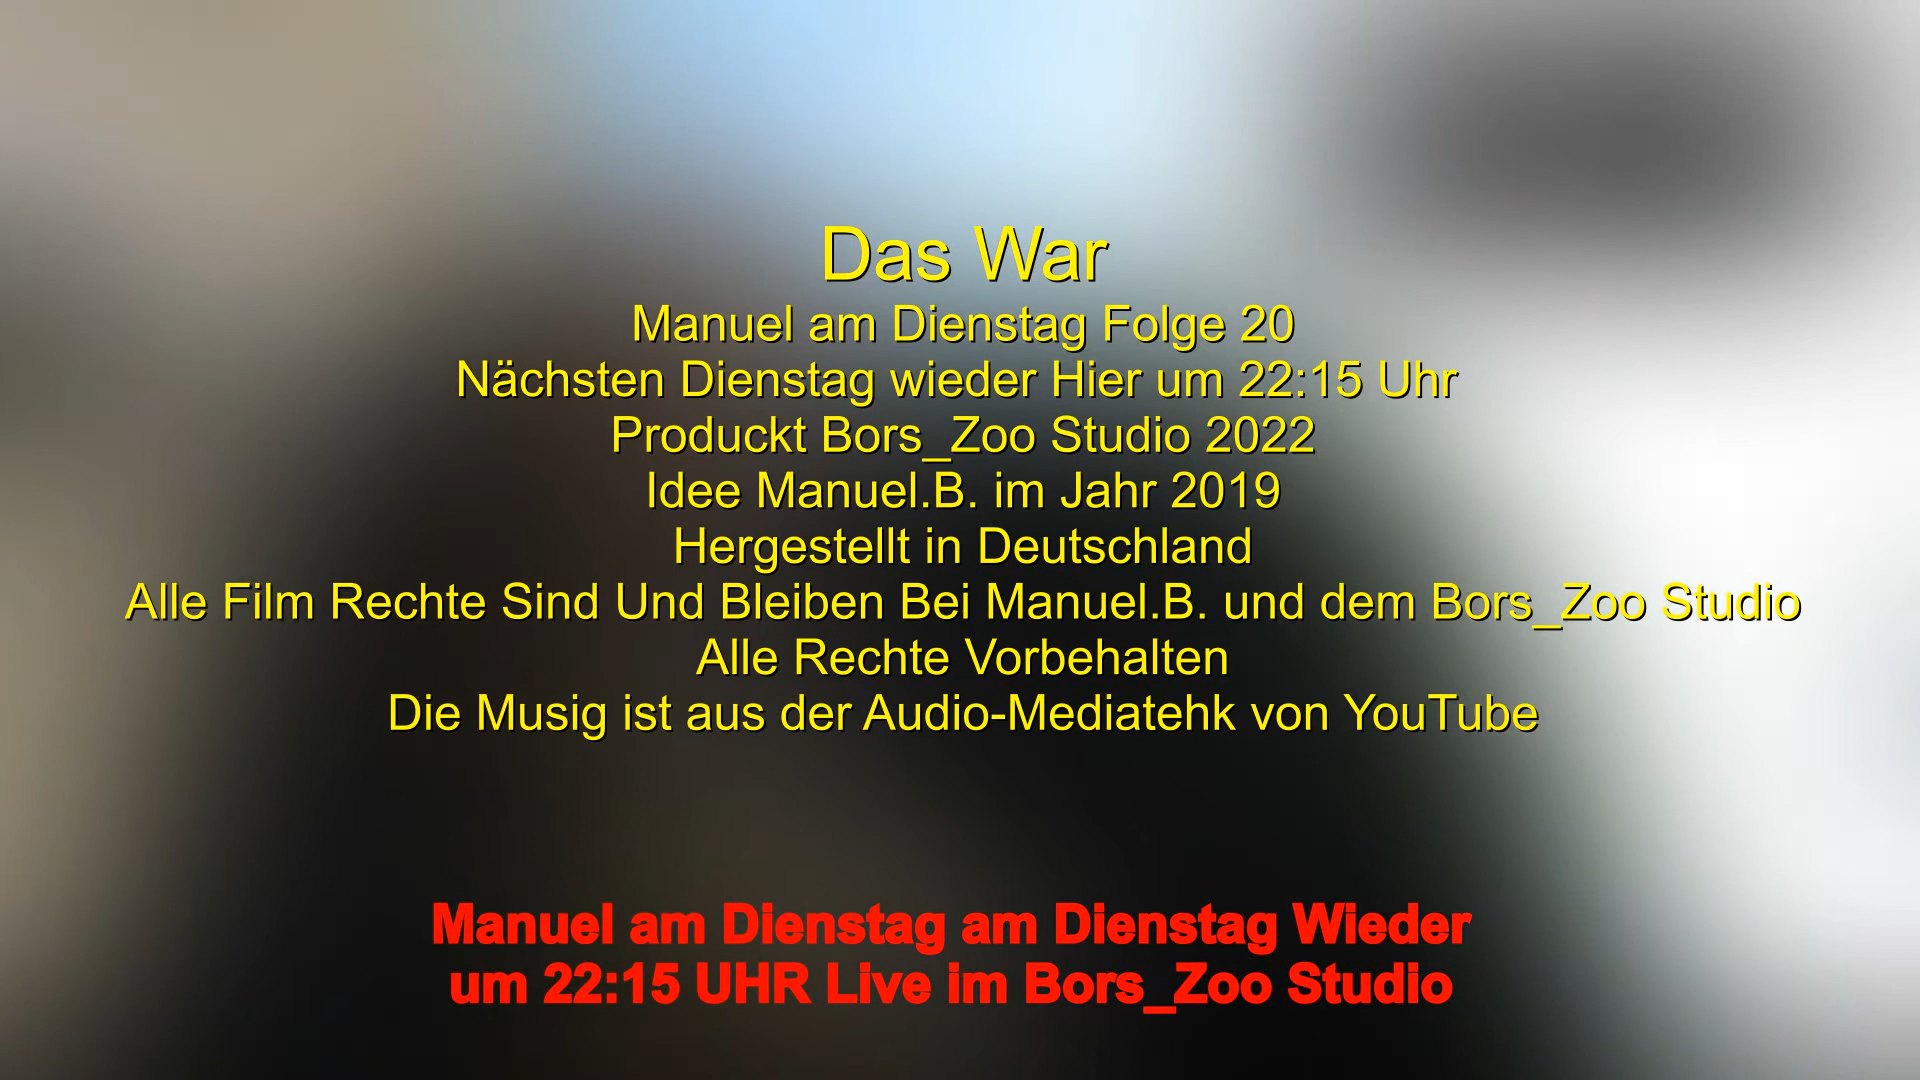 Das War
Manuel am Dienstag Folge 20
Nächsten Dienstag wieder Hier um 22:15 Uhr
Produckt Bors_Zoo Studio 2022
Idee Manuel.B. im Jahr 2019
Hergestellt in Deutschland
Alle Film Rechte Sind Und Bleiben Bei Manuel.B. und dem Bors_Zoo Studio
Alle Rechte Vorbehalten
Die Musig ist aus der Audio-Mediatehk von YouTube
Manuel am Dienstag am Dienstag Wieder
um 22:15 UHR Live im Bors_Zoo Studio